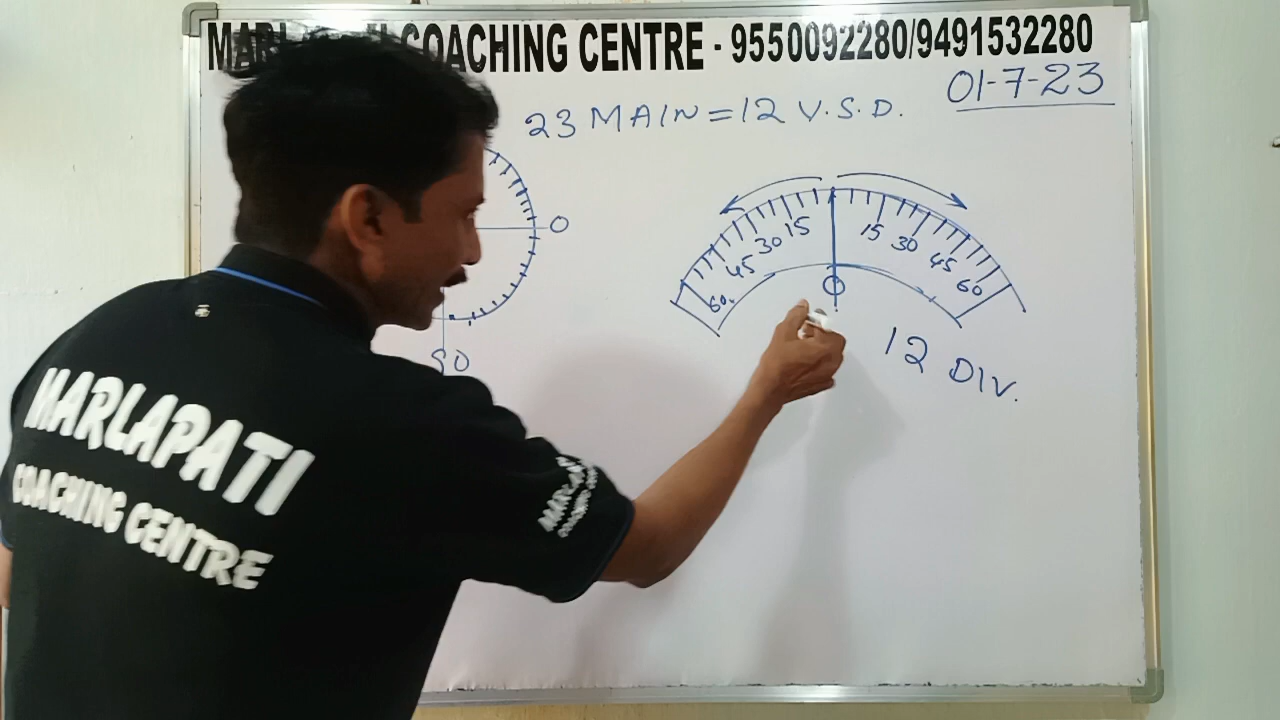 COACHING CENTRE - 9550092280/9491532280
01-7-23
23 MAIN = 12 V.S.D.
0
90
60 45 30 15 15 30 45 60
0
12 DIV.
MARLAPATI
COACHING CENTRE